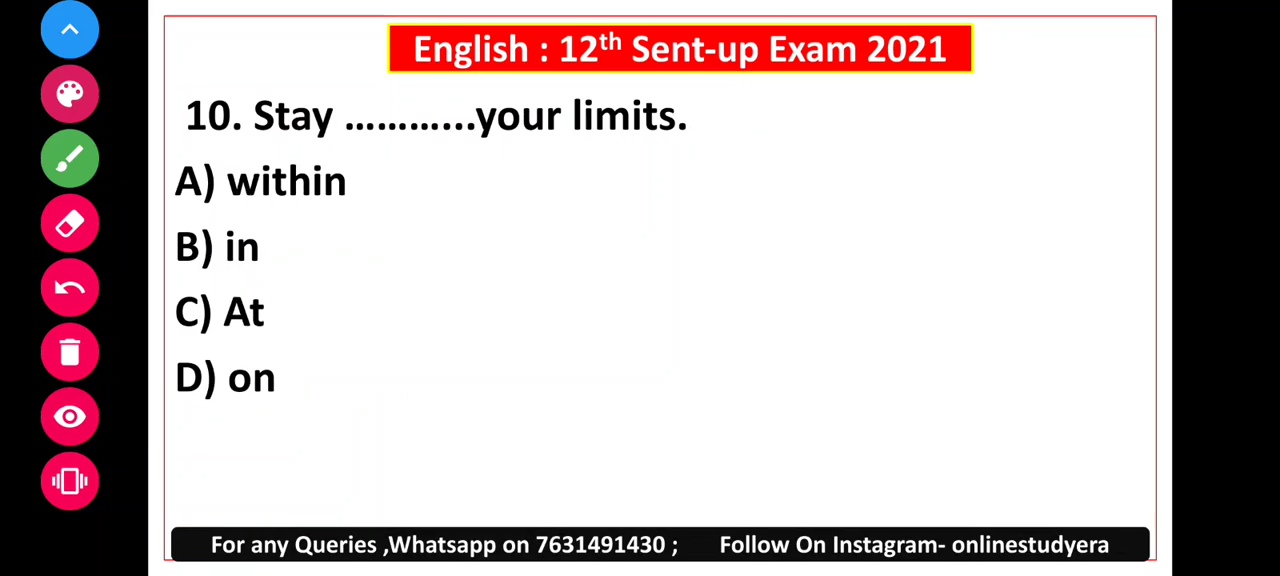 English : 12th Sent-up Exam 2021
10. Stay ………...your limits.
A) within
B) in
C) At
D) on
For any Queries ,Whatsapp on 7631491430 ; Follow On Instagram- onlinestudyera